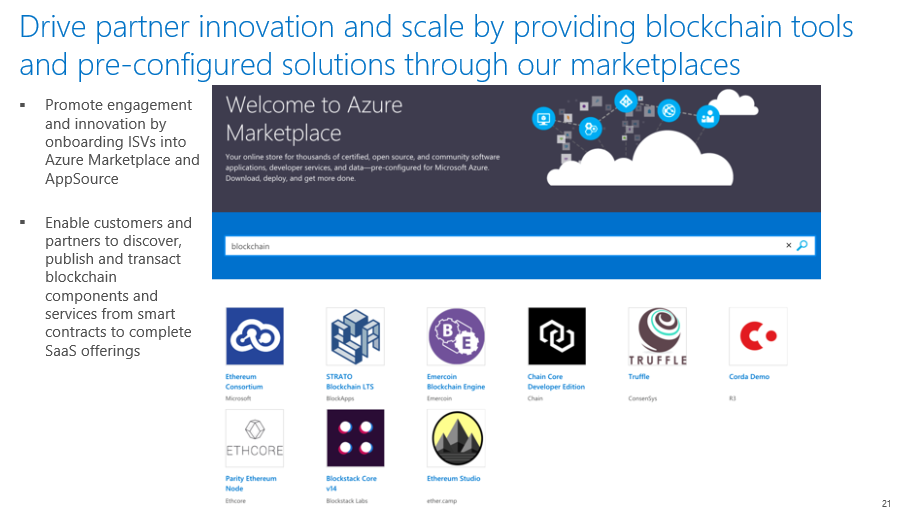 Drive partner innovation and scale by providing blockchain tools
and pre-configured solutions through our marketplaces
▪ Promote engagement
and innovation by
onboarding ISVs into
Azure Marketplace and
AppSource
▪ Enable customers and
partners to discover,
publish and transact
blockchain
components and
services from smart
contracts to complete
SaaS offerings
Welcome to Azure
Marketplace
Your online store for thousands of certified, open source, and community software
applications, developer services, and data—pre-configured for Microsoft Azure.
Download, deploy, and get more done.
blockchain
×
Ethereum
Consortium
Microsoft
STRATO
Blockchain LTS
BlockApps
B E
Emercoin
Blockchain Engine
Emercoin
Chain Core
Developer Edition
Chain
TRUFFLE
Truffle
ConsenSys
Corda Demo
R3
ETHCORE
Parity Ethereum
Node
Ethcore
Blockstack Core
v14
Blockstack Labs
Ethereum Studio
ether.camp
21